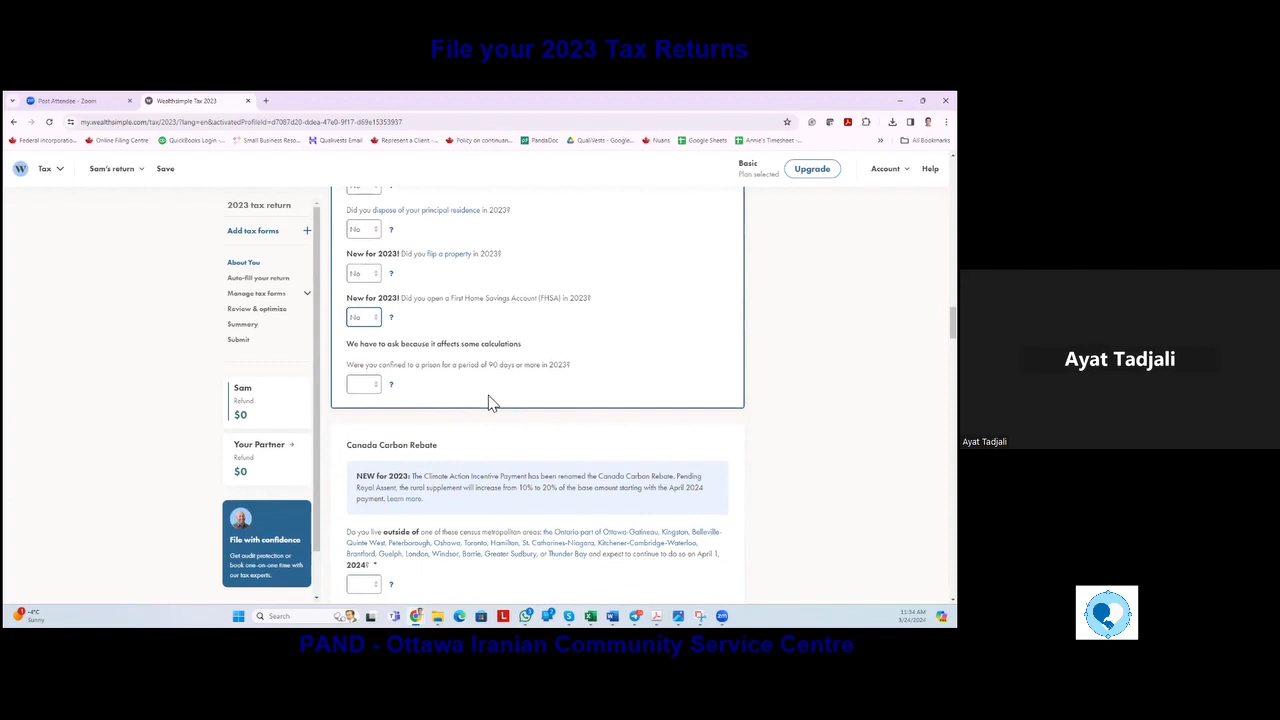 File your 2023 Tax Returns
Post Attendee - Zoom
Wealthsimple Tax 2023
my.wealthsimple.com/tax/2023/?lang=en&activatedProfileId=d7087d20-ddea-47e0-9f17-d69e15353937
Federal incorporatio...
Online Filing Centre
QuickBooks Login -...
Small Business Reso...
Qualivests Email
Represent a Client -...
Policy on continuan...
PandaDoc
QualiVests - Google...
Nuans
Google Sheets
Annie's Timesheet -...
All Bookmarks
Tax
Sam's return
Save
Basic
Plan selected
Upgrade
Account
Help
2023 tax return
Add tax forms
About You
Auto-fill your return
Manage tax forms
Review & optimize
Summary
Submit
Sam
Refund
$0
Your Partner
Refund
$0
File with confidence
Get audit protection or
book one-on-one time with
our tax experts.
Did you dispose of your principal residence in 2023?
No ?
New for 2023! Did you flip a property in 2023?
No ?
New for 2023! Did you open a First Home Savings Account (FHSA) in 2023?
No ?
We have to ask because it affects some calculations
Were you confined to a prison for a period of 90 days or more in 2023?
?
Canada Carbon Rebate
NEW for 2023: The Climate Action Incentive Payment has been renamed the Canada Carbon Rebate. Pending
Royal Assent, the rural supplement will increase from 10% to 20% of the base amount starting with the April 2024
payment. Learn more.
Do you live outside of one of these census metropolitan areas: the Ontario part of Ottawa-Gatineau, Kingston, Belleville-
Quinte West, Peterborough, Oshawa, Toronto, Hamilton, St. Catharines-Niagara, Kitchener-Cambridge-Waterloo,
Brantford, Guelph, London, Windsor, Barrie, Greater Sudbury, or Thunder Bay and expect to continue to do so on April 1,
2024? *
?
-4°C
Sunny
Search
11:34 AM
3/24/2024
Ayat Tadjali
Ayat Tadjali
PAND - Ottawa Iranian Community Service Centre